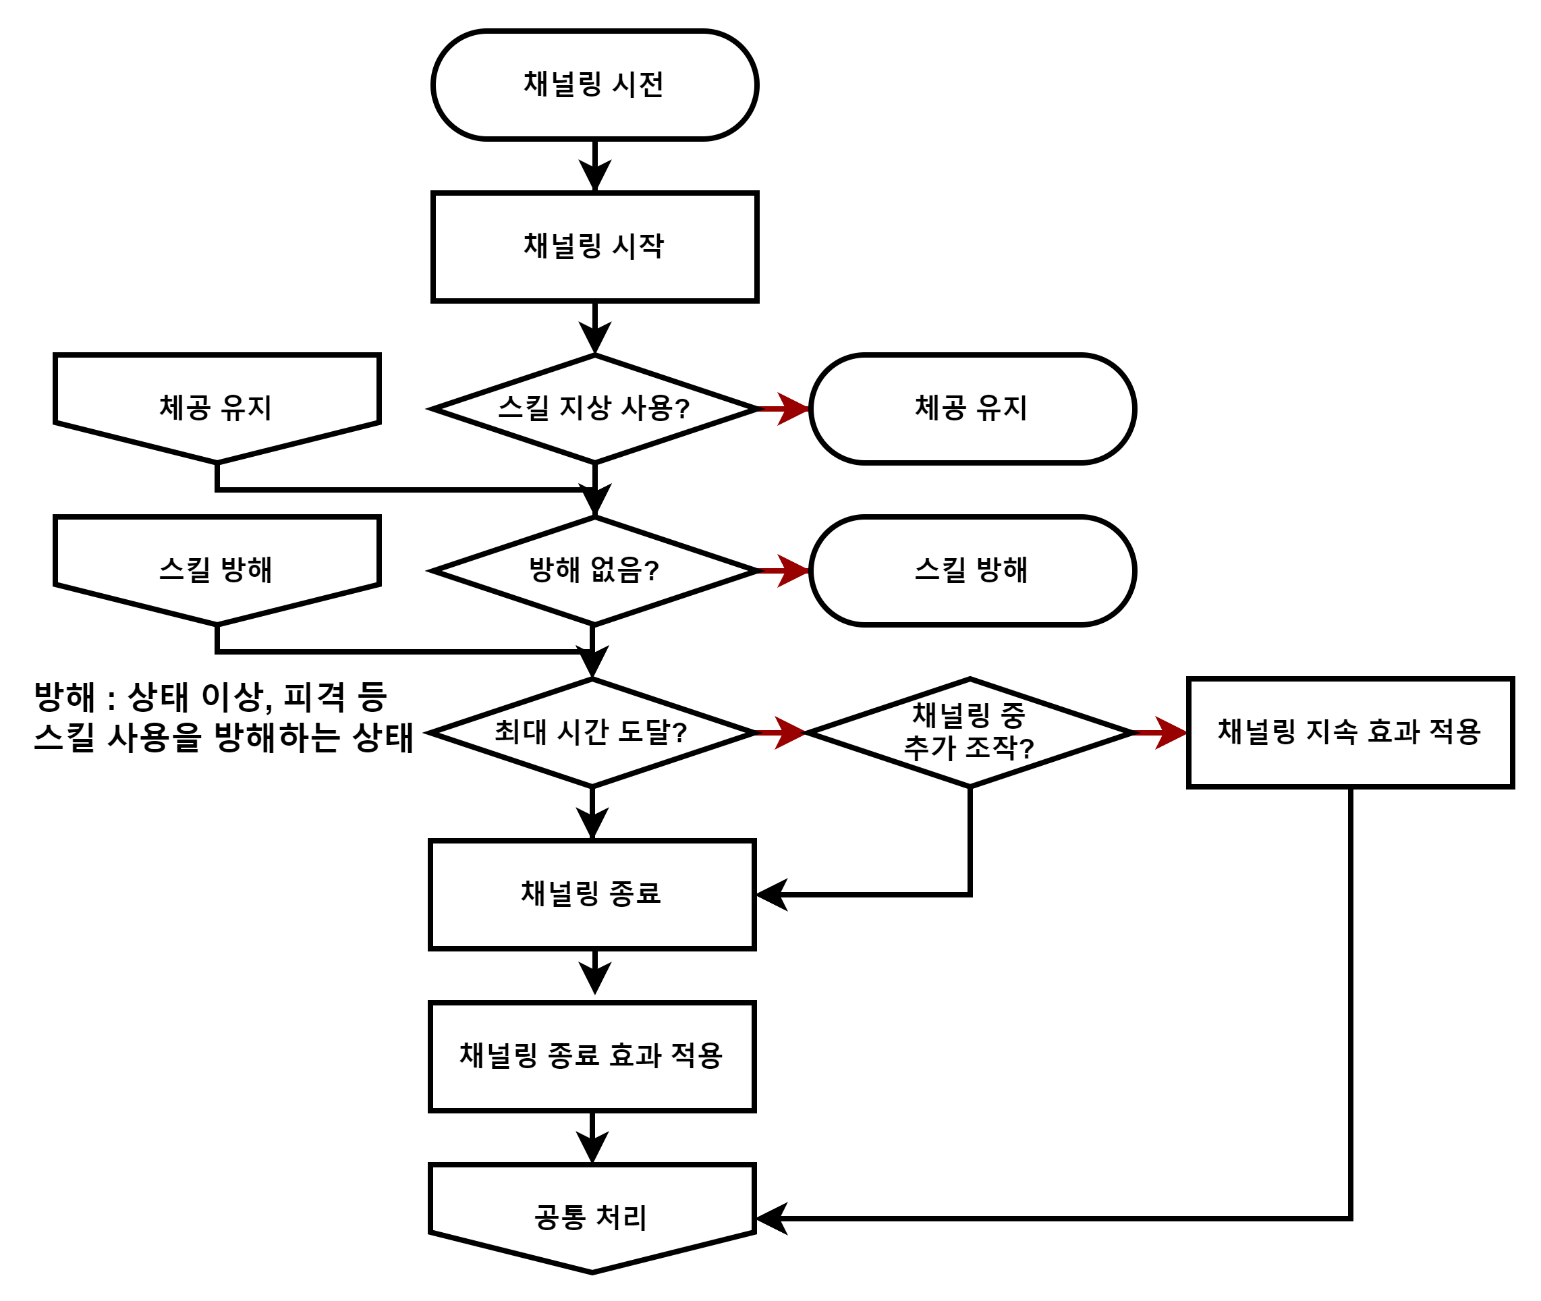 채널링 시전
채널링 시작
체공 유지
스킬 지상 사용?
체공 유지
스킬 방해
방해 없음?
스킬 방해
방해 : 상태 이상, 피격 등
스킬 사용을 방해하는 상태
최대 시간 도달?
채널링 중
추가 조작?
채널링 지속 효과 적용
채널링 종료
채널링 종료 효과 적용
공통 처리